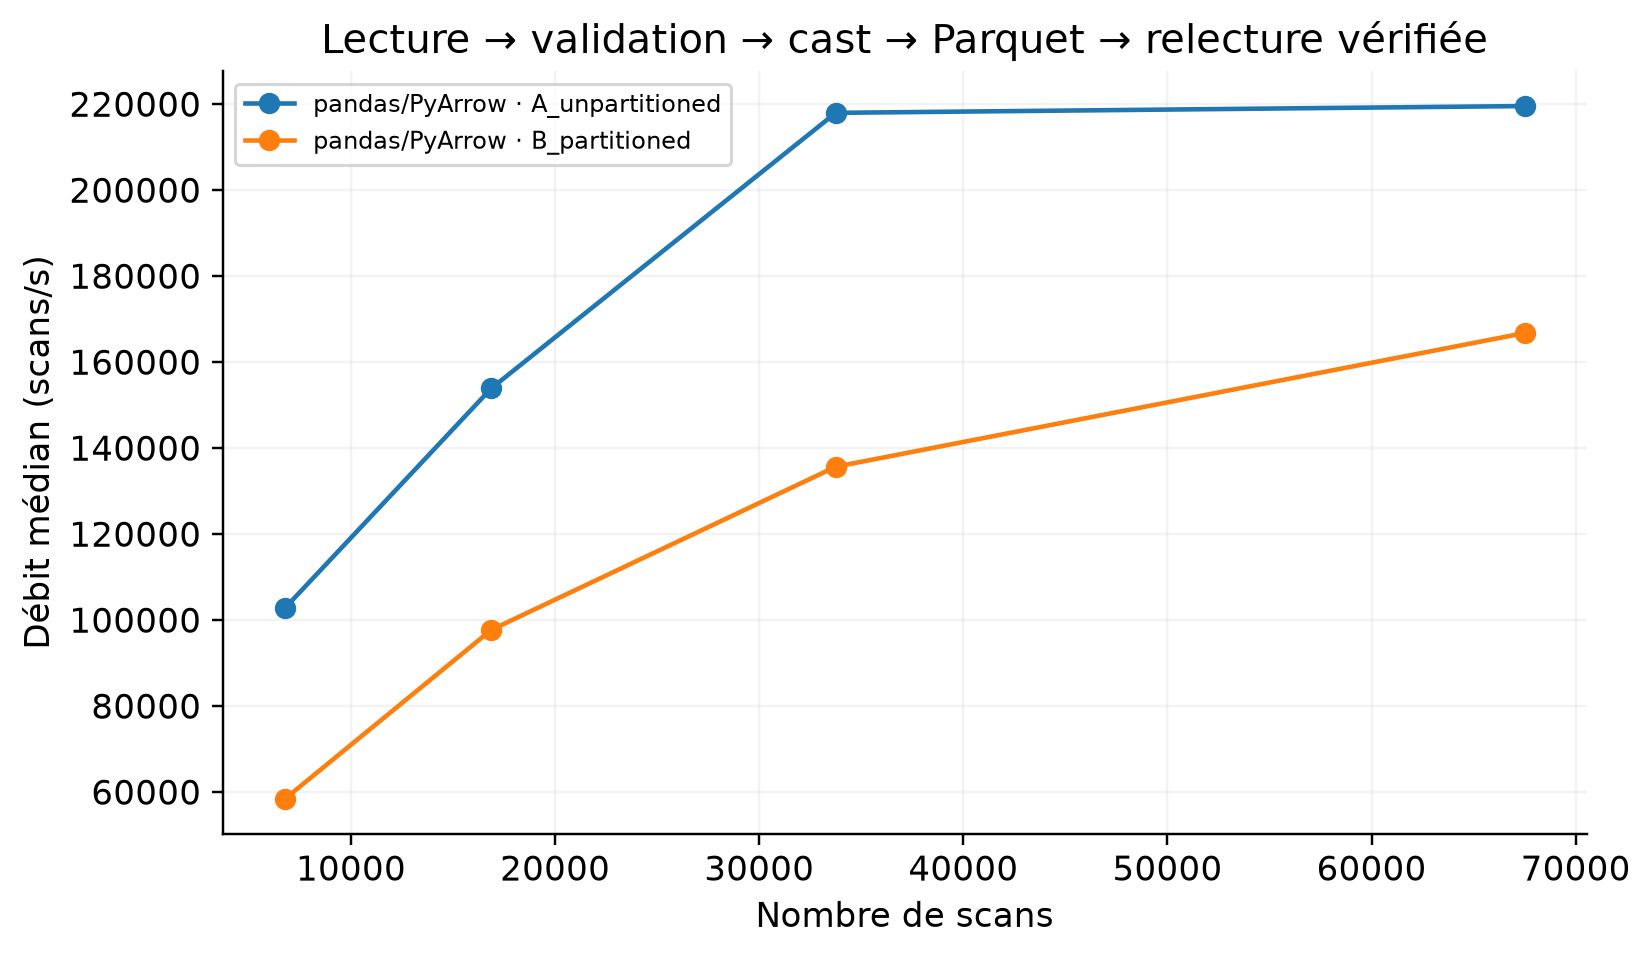 Lecture → validation → cast → Parquet → relecture vérifiée
pandas/PyArrow · A_unpartitioned
pandas/PyArrow · B_partitioned
Débit médian (scans/s)
220000
200000
180000
160000
140000
120000
100000
80000
60000
10000 20000 30000 40000 50000 60000 70000
Nombre de scans